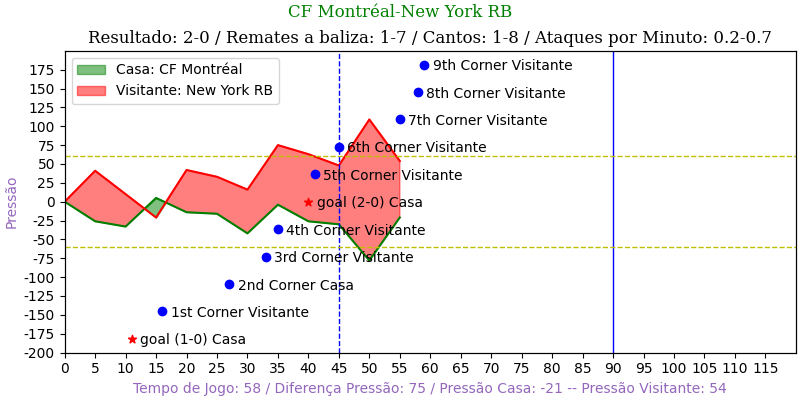 CF Montréal-New York RB
Resultado: 2-0 / Remates a baliza: 1-7 / Cantos: 1-8 / Ataques por Minuto: 0.2-0.7
Casa: CF Montréal
Visitante: New York RB
9th Corner Visitante
8th Corner Visitante
7th Corner Visitante
6th Corner Visitante
5th Corner Visitante
goal (2-0) Casa
4th Corner Visitante
3rd Corner Visitante
2nd Corner Casa
1st Corner Visitante
goal (1-0) Casa
Pressão
175
150
125
100
75
50
25
0
-25
-50
-75
-100
-125
-150
-175
-200
0 5 10 15 20 25 30 35 40 45 50 55 60 65 70 75 80 85 90 95 100 105 110 115
Tempo de Jogo: 58 / Diferença Pressão: 75 / Pressão Casa: -21 -- Pressão Visitante: 54